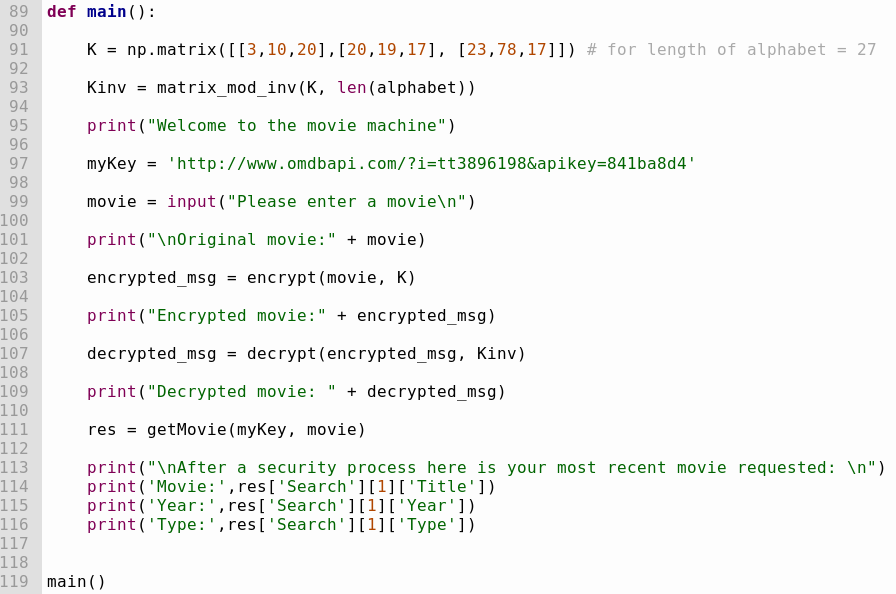 89 def main():
90
91     K = np.matrix([[3,10,20],[20,19,17], [23,78,17]]) # for length of alphabet = 27
92
93     Kinv = matrix_mod_inv(K, len(alphabet))
94
95     print("Welcome to the movie machine")
96
97     myKey = 'http://www.omdbapi.com/?i=tt3896198&apikey=841ba8d4'
98
99     movie = input("Please enter a movie\n")
100
101     print("\nOriginal movie:" + movie)
102
103     encrypted_msg = encrypt(movie, K)
104
105     print("Encrypted movie:" + encrypted_msg)
106
107     decrypted_msg = decrypt(encrypted_msg, Kinv)
108
109     print("Decrypted movie: " + decrypted_msg)
110
111     res = getMovie(myKey, movie)
112
113     print("\nAfter a security process here is your most recent movie requested: \n")
114     print('Movie:',res['Search'][1]['Title'])
115     print('Year:',res['Search'][1]['Year'])
116     print('Type:',res['Search'][1]['Type'])
117
118
119 main()